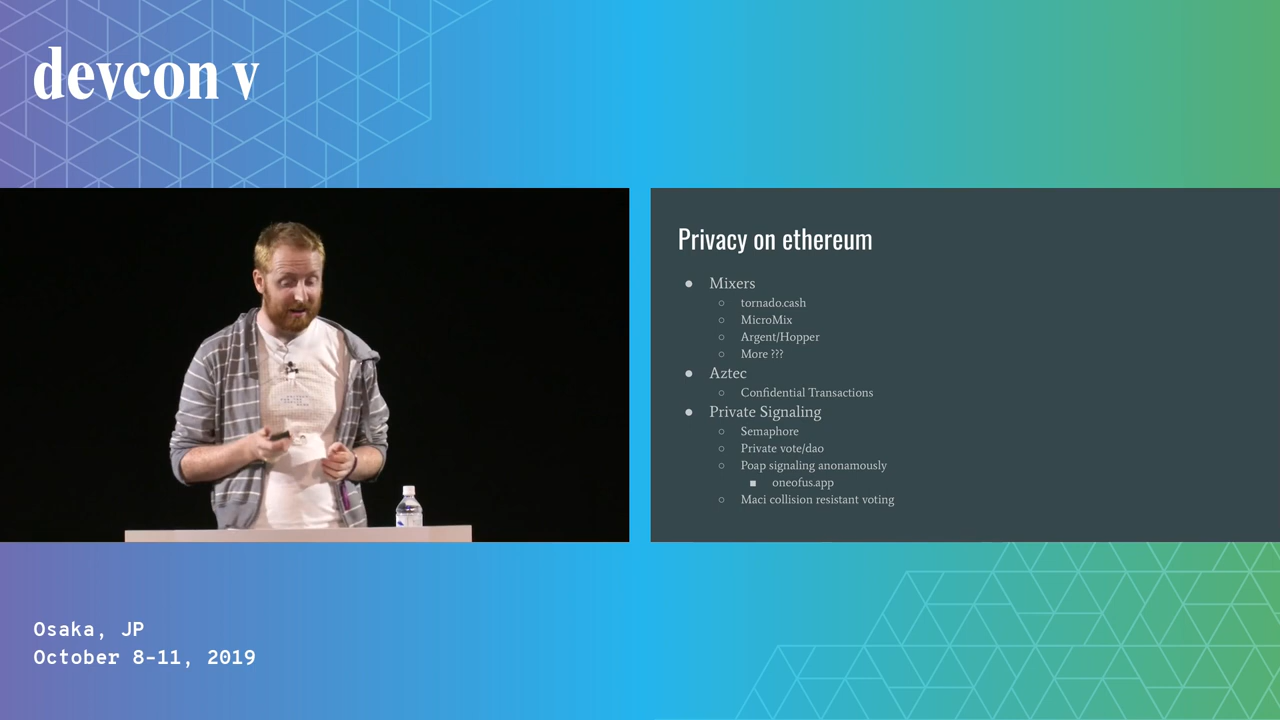 devcon v
Privacy on ethereum
● Mixers
○ tornado.cash
○ MicroMix
○ Argent/Hopper
○ More ???
● Aztec
○ Confidential Transactions
● Private Signaling
○ Semaphore
○ Private vote/dao
○ Poap signaling anonamously
■ oneofus.app
○ Maci collision resistant voting
Osaka, JP
October 8-11, 2019